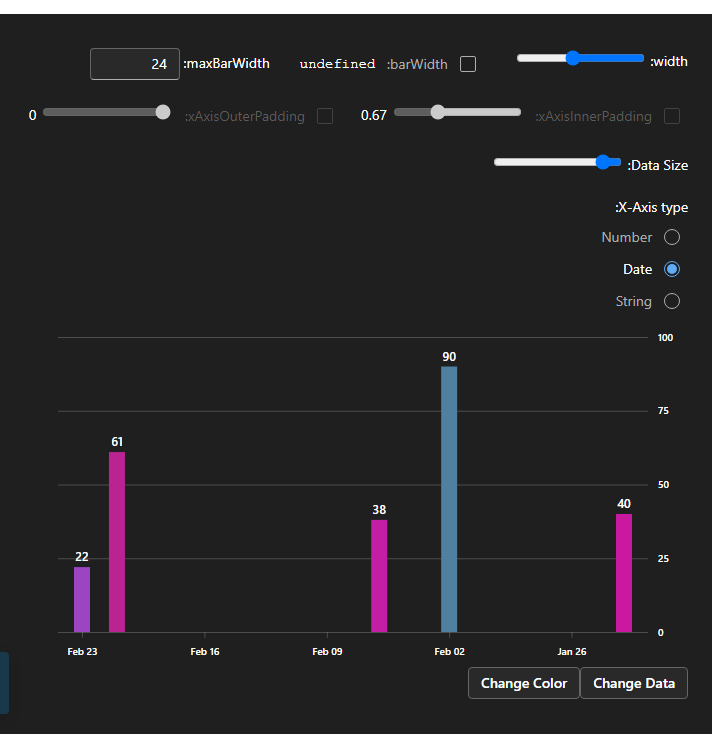 width:
barWidth: undefined
maxBarWidth: 24
xAxisInnerPadding: 0.67
xAxisOuterPadding: 0
Data Size:
X-Axis type:
Number
Date
String
100
75
50
25
0
22
61
38
90
40
Feb 23
Feb 16
Feb 09
Feb 02
Jan 26
Change Color
Change Data